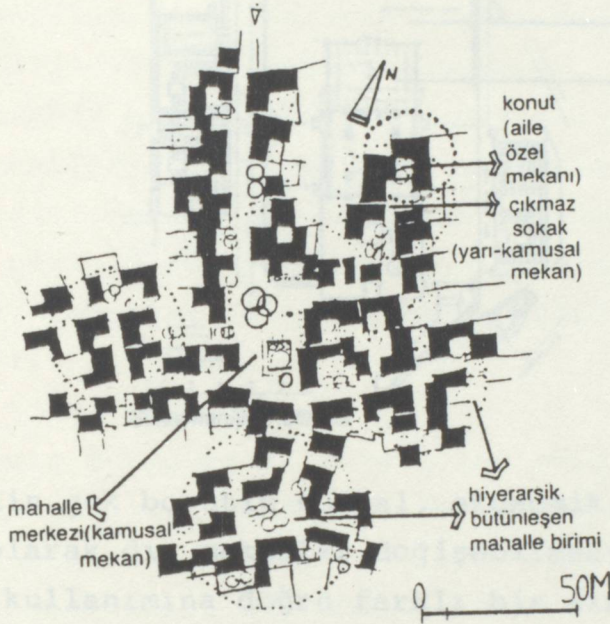 N
konut
(aile
özel
mekanı)
çıkmaz
sokak
(yarı-kamusal
mekan)
mahalle
merkezi(kamusal
mekan)
hiyerarşik
bütünleşen
mahalle birimi
0 50M